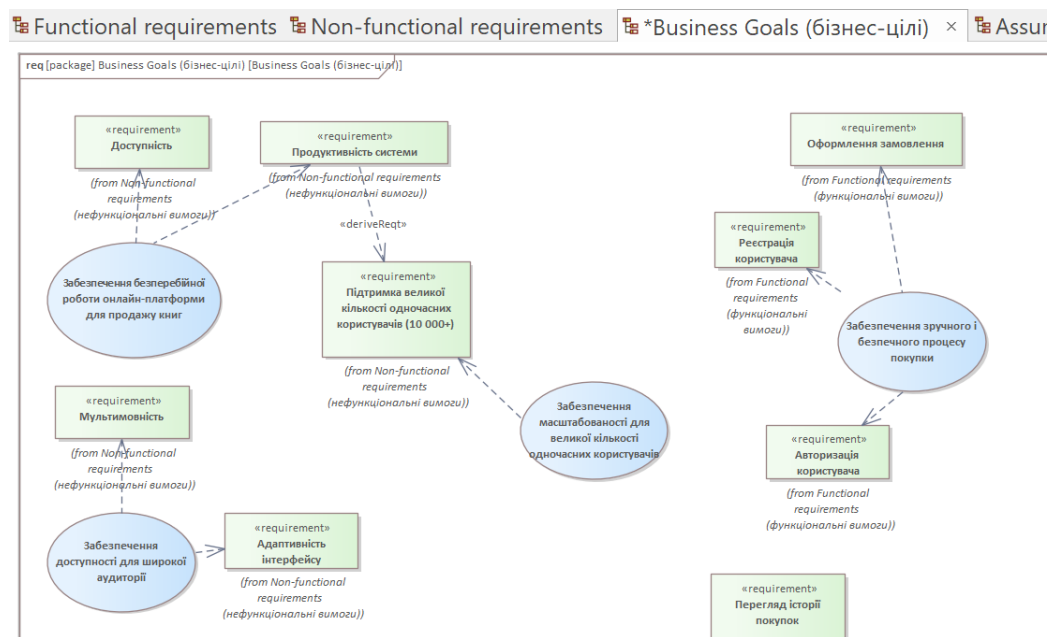 Functional requirements
Non-functional requirements
*Business Goals (бізнес-цілі) ×
Assur
req [package] Business Goals (бізнес-цілі) [Business Goals (бізнес-цілі)]
«requirement»
Доступність
(from Non-functional
requirements
(нефункціональні вимоги))
«requirement»
Продуктивність системи
(from Non-functional requirements
(нефункціональні вимоги))
«requirement»
Оформлення замовлення
(from Functional requirements
(функціональні вимоги))
«deriveReqt»
«requirement»
Реєстрація
користувача
(from Functional
requirements
(функціональні
вимоги))
Забезпечення безперебійної
роботи онлайн-платформи
для продажу книг
«requirement»
Підтримка великої
кількості одночасних
користувачів (10 000+)
(from Non-functional
requirements
(нефункціональні вимоги))
Забезпечення зручного і
безпечного процесу
покупки
«requirement»
Мультимовність
(from Non-functional
requirements
(нефункціональні вимоги))
Забезпечення
масштабованості для
великої кількості
одночасних користувачів
«requirement»
Авторизація
користувача
(from Functional
requirements
(функціональні вимоги))
Забезпечення
доступності для широкої
аудиторії
«requirement»
Адаптивність
інтерфейсу
(from Non-functional
requirements
(нефункціональні вимоги))
«requirement»
Перегляд історії
покупок